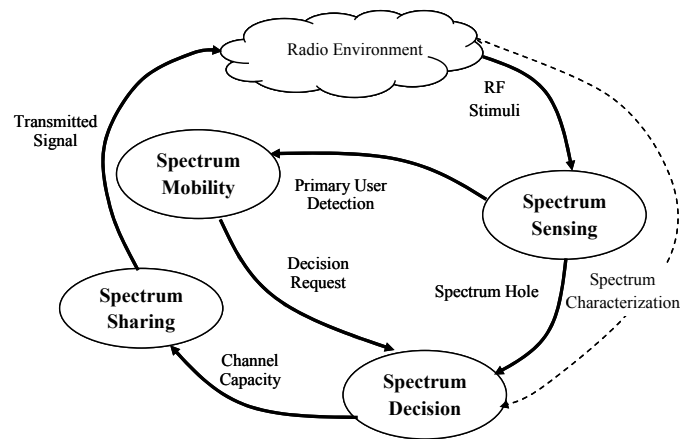 Radio Environment
RF
Stimuli
Transmitted
Signal
Spectrum
Mobility
Primary User
Detection
Spectrum
Sensing
Decision
Request
Spectrum Hole
Spectrum
Characterization
Spectrum
Sharing
Channel
Capacity
Spectrum
Decision